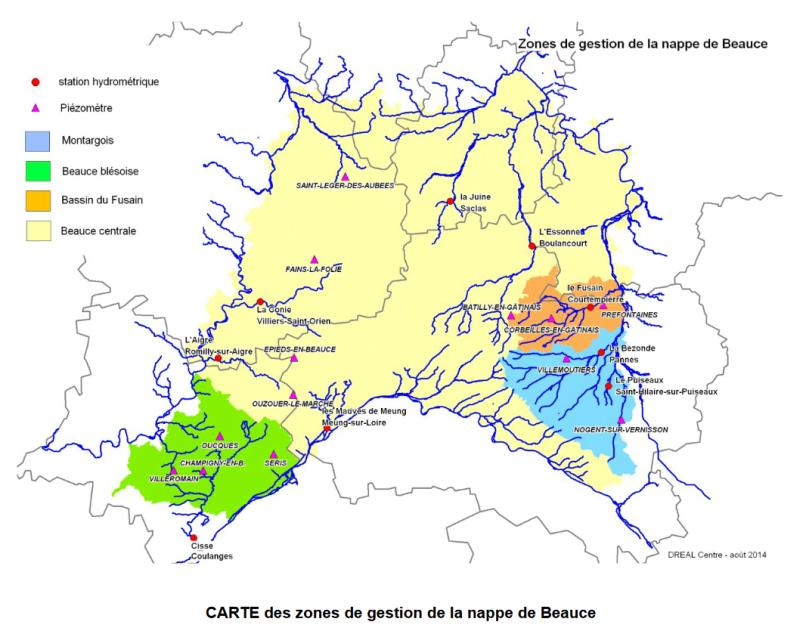 Zones de gestion de la nappe de Beauce
station hydrométrique
Piézomètre
Montargois
Beauce blésoise
Bassin du Fusain
Beauce centrale
SAINT-LEGER-DES-AUBEES
la Juine
Saclas
L'Essonne
Boulancourt
FAINS-LA-FOLIE
le Fusain
Courtempierre
La Conie
Villiers-Saint-Orien
BATILLY-EN-GÂTINAIS
PREFONTAINES
CORBEILLES-EN-GÂTINAIS
L'Aigre
Romilly-sur-Aigre
EPIEDS-EN-BEAUCE
La Bezonde
Pannes
VILLEMOUTIERS
Le Puiseaux
Saint-Hilaire-sur-Puiseaux
OUZOUER-LE-MARCHE
les Mauves de Meung
Meung-sur-Loire
NOGENT-SUR-VERNISSON
OUCQUES
CHAMPIGNY-EN-B.
SERIS
VILLEROMAIN
Cisse
Coulanges
DREAL Centre - août 2014
CARTE des zones de gestion de la nappe de Beauce